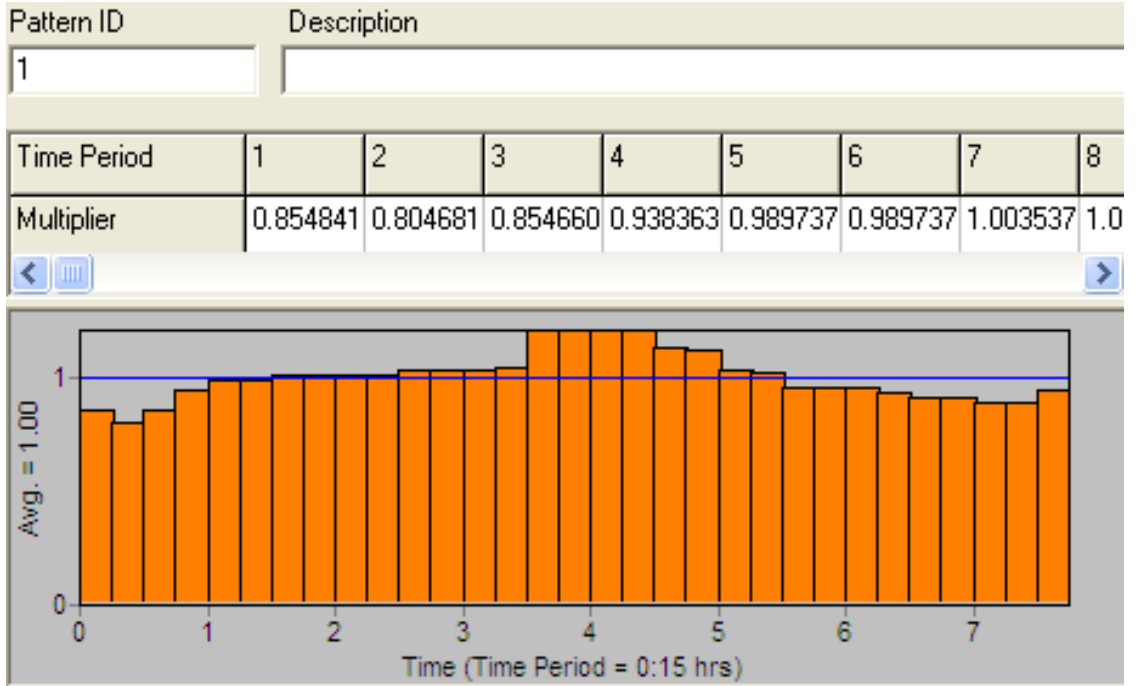 Pattern ID Description
1
Time Period 1 2 3 4 5 6 7 8
Multiplier 0.854841 0.804681 0.854660 0.938363 0.989737 0.989737 1.003537 1.0
1
Avg. = 1.00
0
0 1 2 3 4 5 6 7
Time (Time Period = 0:15 hrs)